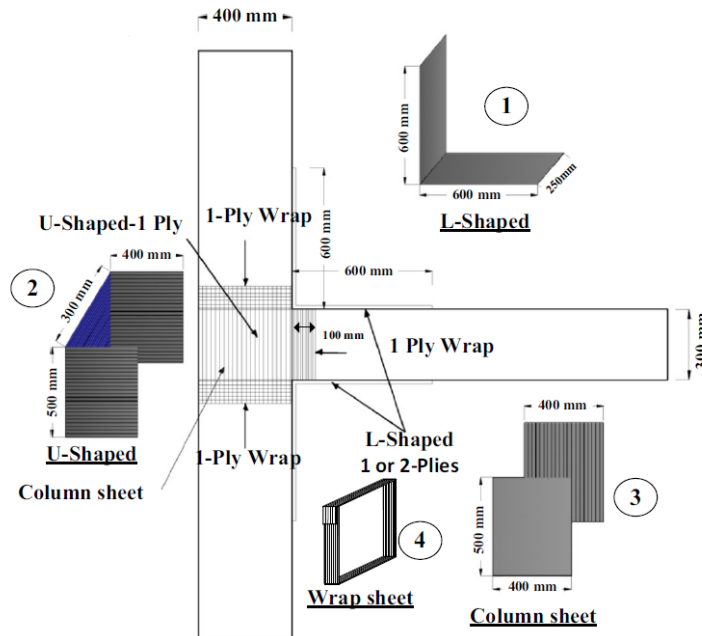 400 mm
600 mm
1
600 mm
250mm
L-Shaped
U-Shaped-1 Ply
1-Ply Wrap
600 mm
600 mm
2
400 mm
300 mm
500 mm
U-Shaped
100 mm
1 Ply Wrap
300 mm
L-Shaped
1 or 2-Plies
1-Ply Wrap
Column sheet
4
Wrap sheet
400 mm
3
500 mm
400 mm
Column sheet